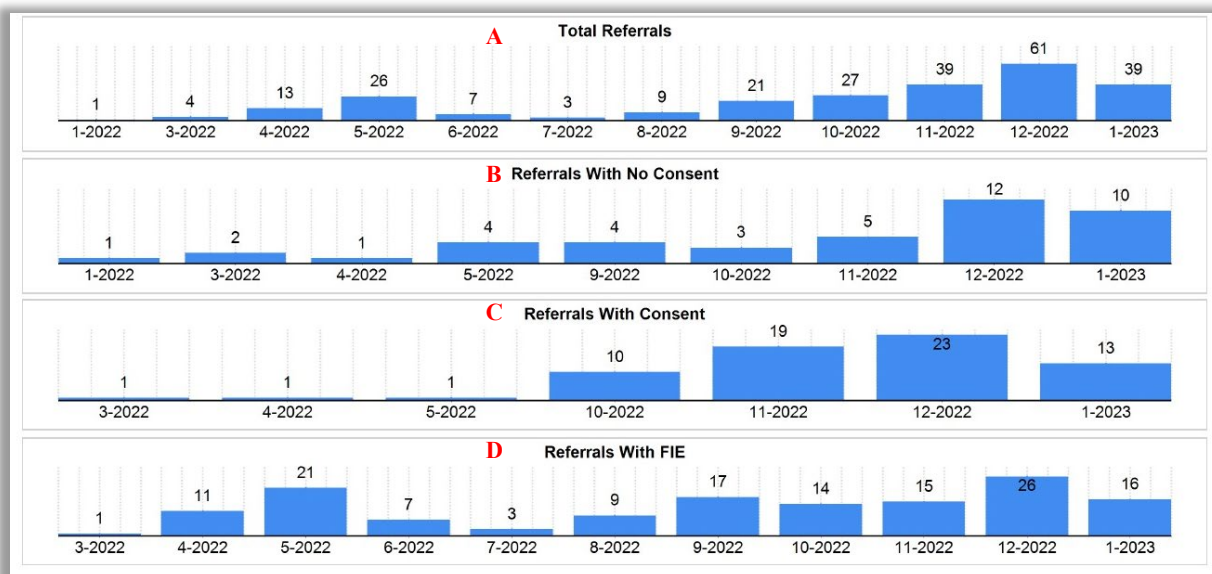 A Total Referrals
1 4 13 26 7 3 9 21 27 39 61 39
1-2022 3-2022 4-2022 5-2022 6-2022 7-2022 8-2022 9-2022 10-2022 11-2022 12-2022 1-2023
B Referrals With No Consent
1 2 1 4 4 3 5 12 10
1-2022 3-2022 4-2022 5-2022 9-2022 10-2022 11-2022 12-2022 1-2023
C Referrals With Consent
1 1 1 10 19 23 13
3-2022 4-2022 5-2022 10-2022 11-2022 12-2022 1-2023
D Referrals With FIE
1 11 21 7 3 9 17 14 15 26 16
3-2022 4-2022 5-2022 6-2022 7-2022 8-2022 9-2022 10-2022 11-2022 12-2022 1-2023